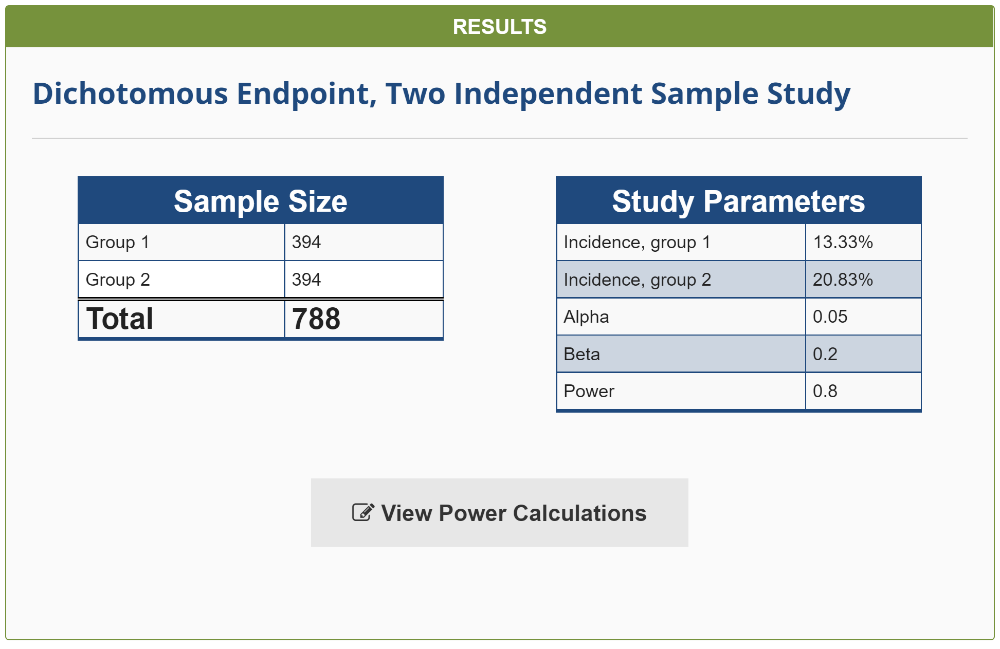 RESULTS
Dichotomous Endpoint, Two Independent Sample Study
Sample Size
Group 1 394
Group 2 394
Total 788
Study Parameters
Incidence, group 1 13.33%
Incidence, group 2 20.83%
Alpha 0.05
Beta 0.2
Power 0.8
View Power Calculations